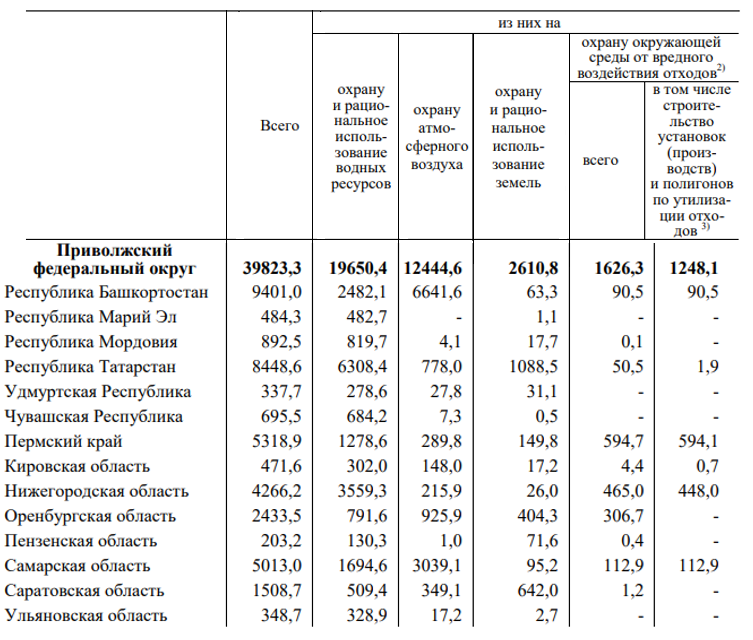 из них на
охрану окружающей
среды от вредного
воздействия отходов2)
Всего
охрану
и рацио-
нальное
исполь-
зование
водных
ресурсов
охрану
атмо-
сферного
воздуха
охрану
и рацио-
нальное
исполь-
зование
земель
всего
в том числе
строите-
льство
установок
(произ-
водств)
и полигонов
по утилиза-
ции отхо-
дов 3)
Приволжский
федеральный округ 39823,3 19650,4 12444,6 2610,8 1626,3 1248,1
Республика Башкортостан 9401,0 2482,1 6641,6 63,3 90,5 90,5
Республика Марий Эл 484,3 482,7 - 1,1 - -
Республика Мордовия 892,5 819,7 4,1 17,7 0,1 -
Республика Татарстан 8448,6 6308,4 778,0 1088,5 50,5 1,9
Удмуртская Республика 337,7 278,6 27,8 31,1 - -
Чувашская Республика 695,5 684,2 7,3 0,5 - -
Пермский край 5318,9 1278,6 289,8 149,8 594,7 594,1
Кировская область 471,6 302,0 148,0 17,2 4,4 0,7
Нижегородская область 4266,2 3559,3 215,9 26,0 465,0 448,0
Оренбургская область 2433,5 791,6 925,9 404,3 306,7 -
Пензенская область 203,2 130,3 1,0 71,6 0,4 -
Самарская область 5013,0 1694,6 3039,1 95,2 112,9 112,9
Саратовская область 1508,7 509,4 349,1 642,0 1,2 -
Ульяновская область 348,7 328,9 17,2 2,7 - -